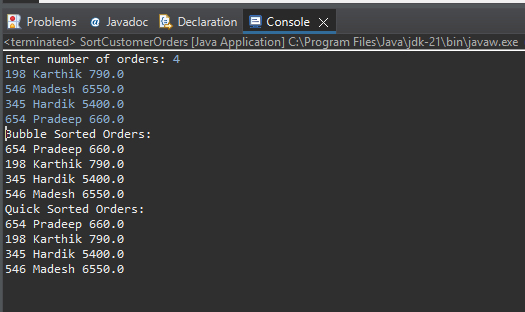 Problems Javadoc Declaration Console
<terminated> SortCustomerOrders [Java Application] C:\Program Files\Java\jdk-21\bin\javaw.exe
Enter number of orders: 4
198 Karthik 790.0
546 Madesh 6550.0
345 Hardik 5400.0
654 Pradeep 660.0
Bubble Sorted Orders:
654 Pradeep 660.0
198 Karthik 790.0
345 Hardik 5400.0
546 Madesh 6550.0
Quick Sorted Orders:
654 Pradeep 660.0
198 Karthik 790.0
345 Hardik 5400.0
546 Madesh 6550.0